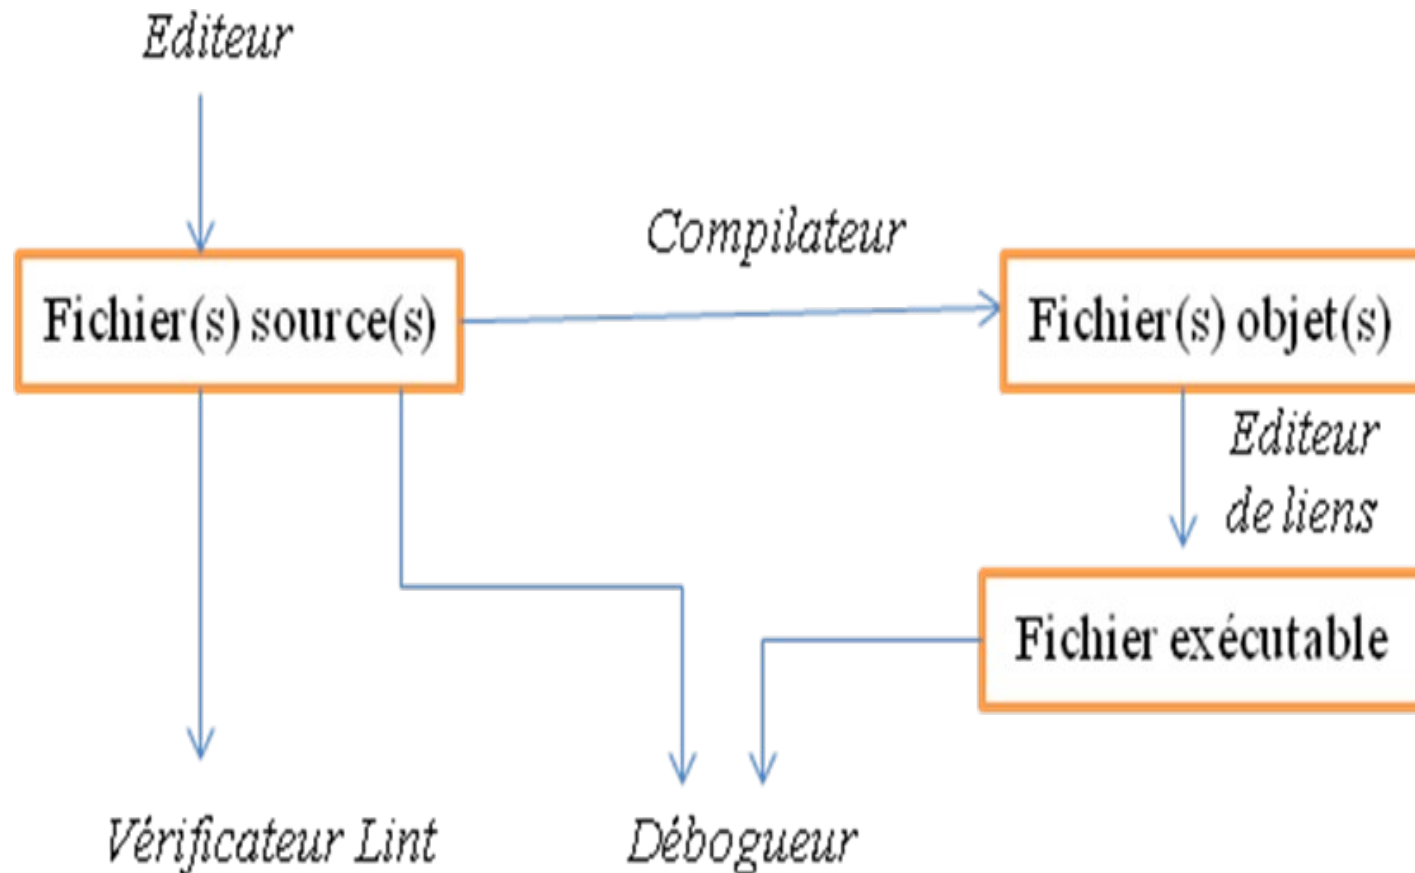 Editeur
Compilateur
Fichier(s) source(s)
Fichier(s) objet(s)
Editeur
de liens
Fichier exécutable
Vérificateur Lint
Débogueur